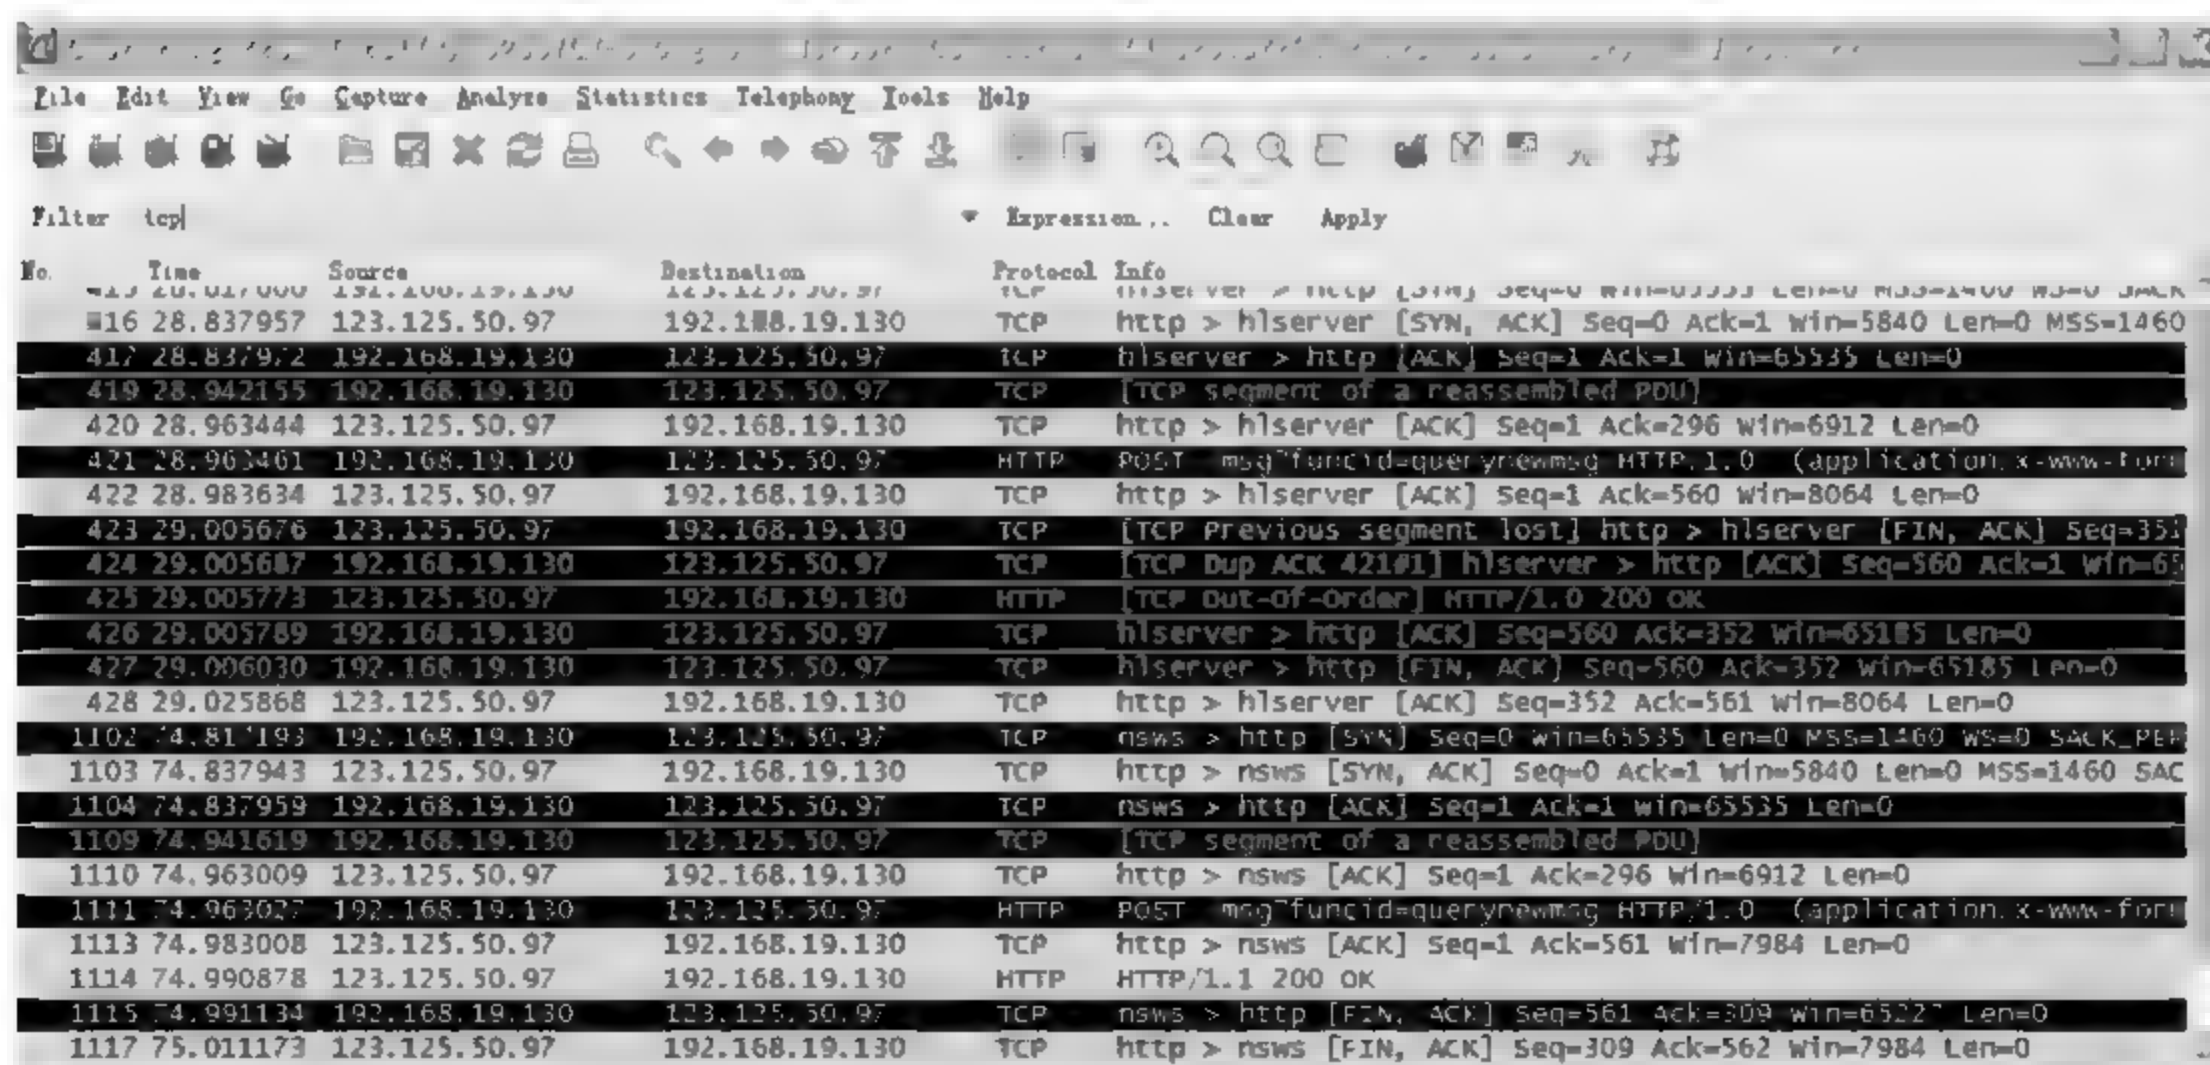 File Edit View Go Capture Analyze Statistics Telephony Tools Help
Filter tcp Expression... Clear Apply
No. Time Source Destination Protocol Info
16 28.837957 123.125.50.97 192.168.19.130 TCP http > hlserver [SYN, ACK] Seq=0 Ack=1 Win=5840 Len=0 MSS=1460
417 28.837972 192.168.19.130 123.125.50.97 TCP hlserver > http [ACK] Seq=1 Ack=1 Win=65535 Len=0
419 28.942155 192.168.19.130 123.125.50.97 TCP [TCP segment of a reassembled PDU]
420 28.963444 123.125.50.97 192.168.19.130 TCP http > hlserver [ACK] Seq=1 Ack=296 Win=6912 Len=0
421 28.963461 192.168.19.130 123.125.50.97 HTTP POST msg?funcid=querynewmsg HTTP/1.0 (application/x-www-form
422 28.983634 123.125.50.97 192.168.19.130 TCP http > hlserver [ACK] Seq=1 Ack=560 Win=8064 Len=0
423 29.005676 123.125.50.97 192.168.19.130 TCP [TCP Previous segment lost] http > hlserver [FIN, ACK] Seq=351
424 29.005687 192.168.19.130 123.125.50.97 TCP [TCP Dup ACK 421#1] hlserver > http [ACK] Seq=560 Ack=1 Win=65
425 29.005773 123.125.50.97 192.168.19.130 HTTP [TCP Out-Of-Order] HTTP/1.0 200 OK
426 29.005789 192.168.19.130 123.125.50.97 TCP hlserver > http [ACK] Seq=560 Ack=352 Win=65185 Len=0
427 29.006030 192.168.19.130 123.125.50.97 TCP hlserver > http [FIN, ACK] Seq=560 Ack=352 Win=65185 Len=0
428 29.025868 123.125.50.97 192.168.19.130 TCP http > hlserver [ACK] Seq=352 Ack=561 Win=8064 Len=0
1102 192.168.19.130 123.125.50.97 TCP nsws > http [SYN] Seq=0 Win=65535 Len=0 MSS=1460 WS=0 SACK_PER
1103 74.837943 123.125.50.97 192.168.19.130 TCP http > nsws [SYN, ACK] Seq=0 Ack=1 Win=5840 Len=0 MSS=1460 SAC
1104 74.837959 192.168.19.130 123.125.50.97 TCP nsws > http [ACK] Seq=1 Ack=1 Win=65535 Len=0
1109 74.941619 192.168.19.130 123.125.50.97 TCP [TCP segment of a reassembled PDU]
1110 74.963009 123.125.50.97 192.168.19.130 TCP http > nsws [ACK] Seq=1 Ack=296 Win=6912 Len=0
1111 74.963027 192.168.19.130 123.125.50.97 HTTP POST msg?funcid=querynewmsg HTTP/1.0 (application/x-www-form
1113 74.983008 123.125.50.97 192.168.19.130 TCP http > nsws [ACK] Seq=1 Ack=561 Win=7984 Len=0
1114 74.990878 123.125.50.97 192.168.19.130 HTTP HTTP/1.1 200 OK
1115 74.991134 192.168.19.130 123.125.50.97 TCP nsws > http [FIN, ACK] Seq=561 Ack=309 Len=0
1117 75.011173 123.125.50.97 192.168.19.130 TCP http > nsws [FIN, ACK] Seq=309 Ack=562 Win=7984 Len=0